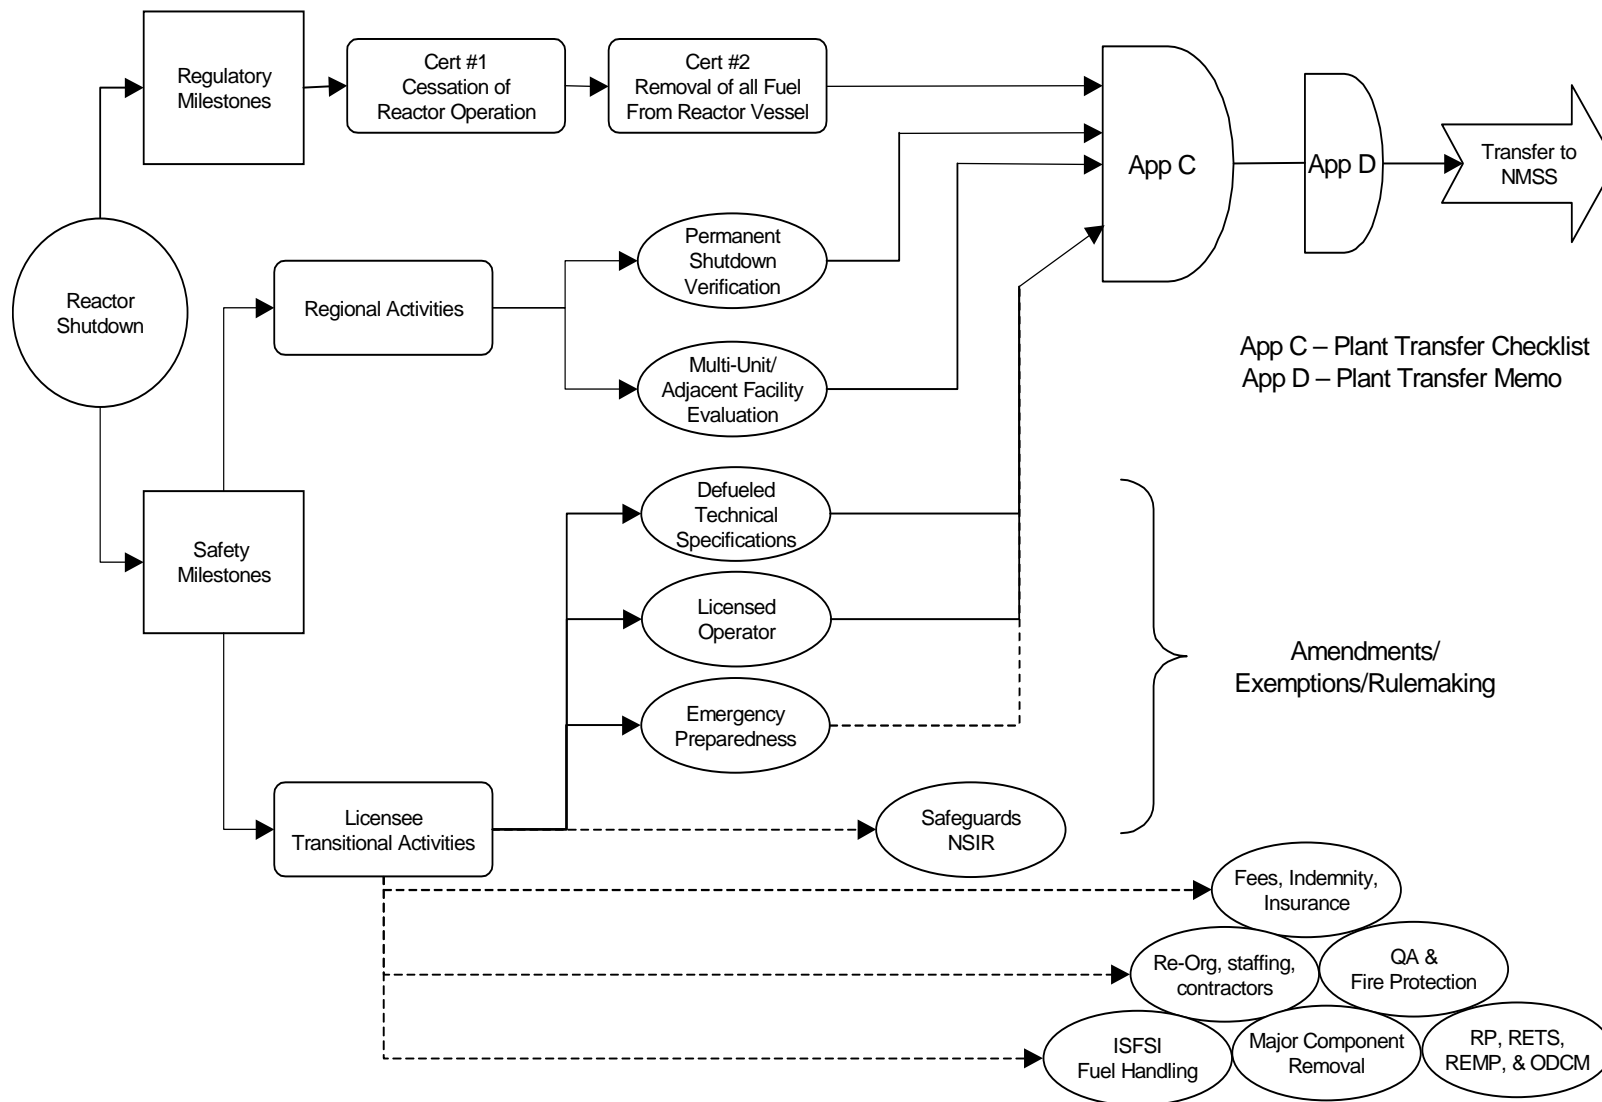 Regulatory
Milestones
Cert #1
Cessation of
Reactor Operation
Cert #2
Removal of all Fuel
From Reactor Vessel
App C
App D
Transfer to
NMSS
Reactor
Shutdown
Regional Activities
Permanent
Shutdown
Verification
Multi-Unit/
Adjacent Facility
Evaluation
App C – Plant Transfer Checklist
App D – Plant Transfer Memo
Safety
Milestones
Defueled
Technical
Specifications
Licensed
Operator
Emergency
Preparedness
Amendments/
Exemptions/Rulemaking
Licensee
Transitional Activities
Safeguards
NSIR
Fees, Indemnity,
Insurance
Re-Org, staffing,
contractors
QA &
Fire Protection
ISFSI
Fuel Handling
Major Component
Removal
RP, RETS,
REMP, & ODCM